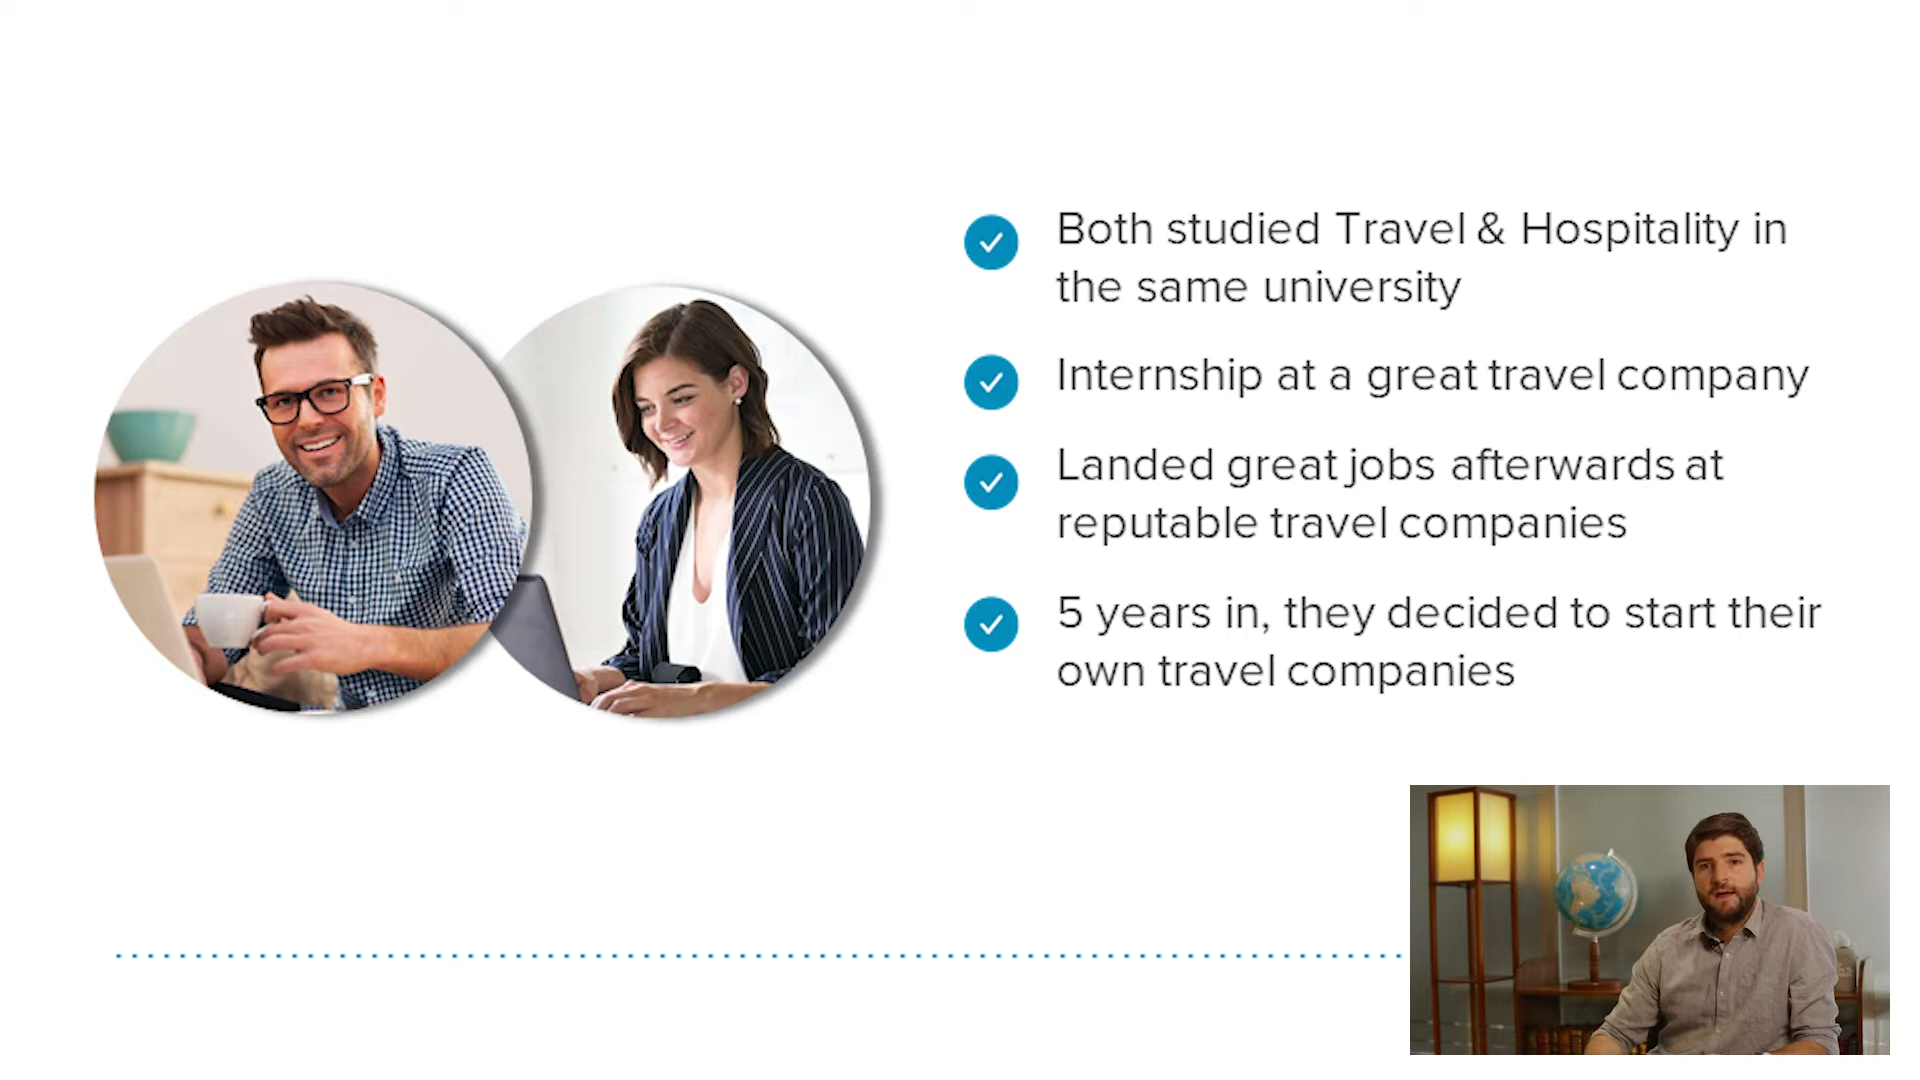 Both studied Travel & Hospitality in
the same university
Internship at a great travel company
Landed great jobs afterwards at
reputable travel companies
5 years in, they decided to start their
own travel companies